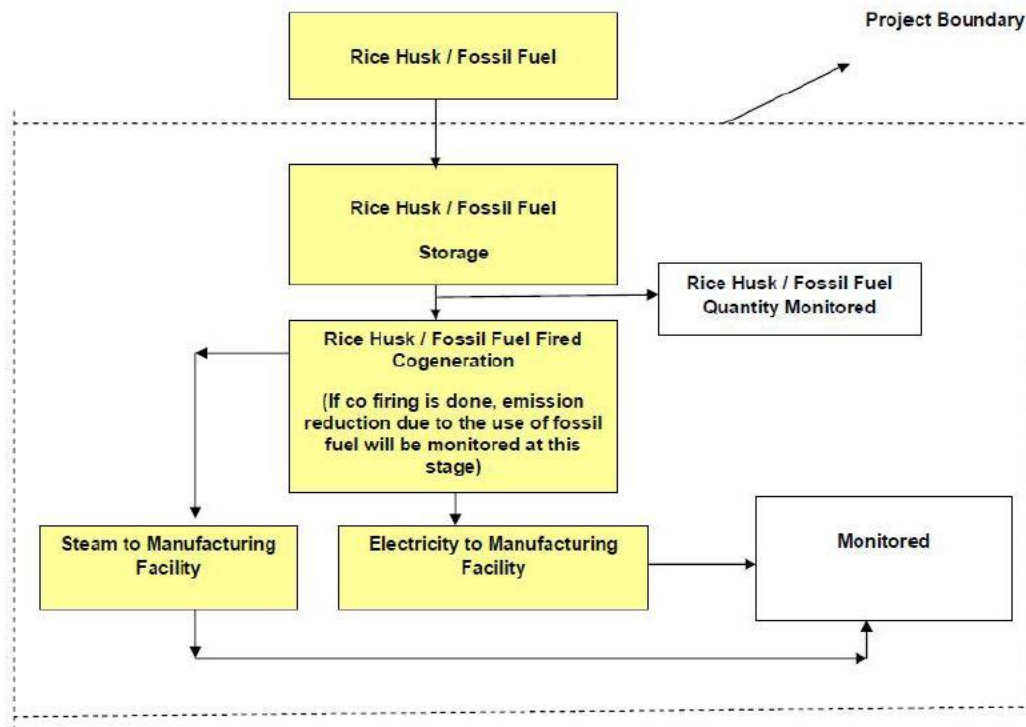 Project Boundary
Rice Husk / Fossil Fuel
Rice Husk / Fossil Fuel
Storage
Rice Husk / Fossil Fuel
Quantity Monitored
Rice Husk / Fossil Fuel Fired
Cogeneration
(If co firing is done, emission
reduction due to the use of fossil
fuel will be monitored at this
stage)
Steam to Manufacturing
Facility
Electricity to Manufacturing
Facility
Monitored